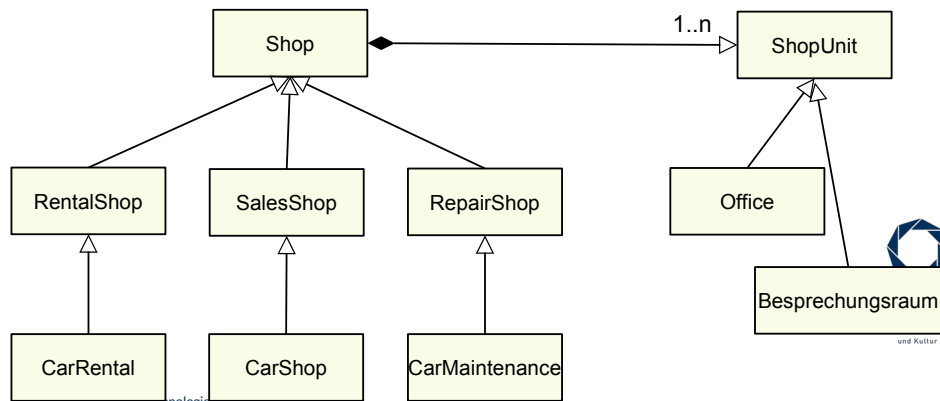 1..n
Shop
ShopUnit
RentalShop
SalesShop
RepairShop
Office
Besprechungsraum
und Kultur
CarRental
CarShop
CarMaintenance